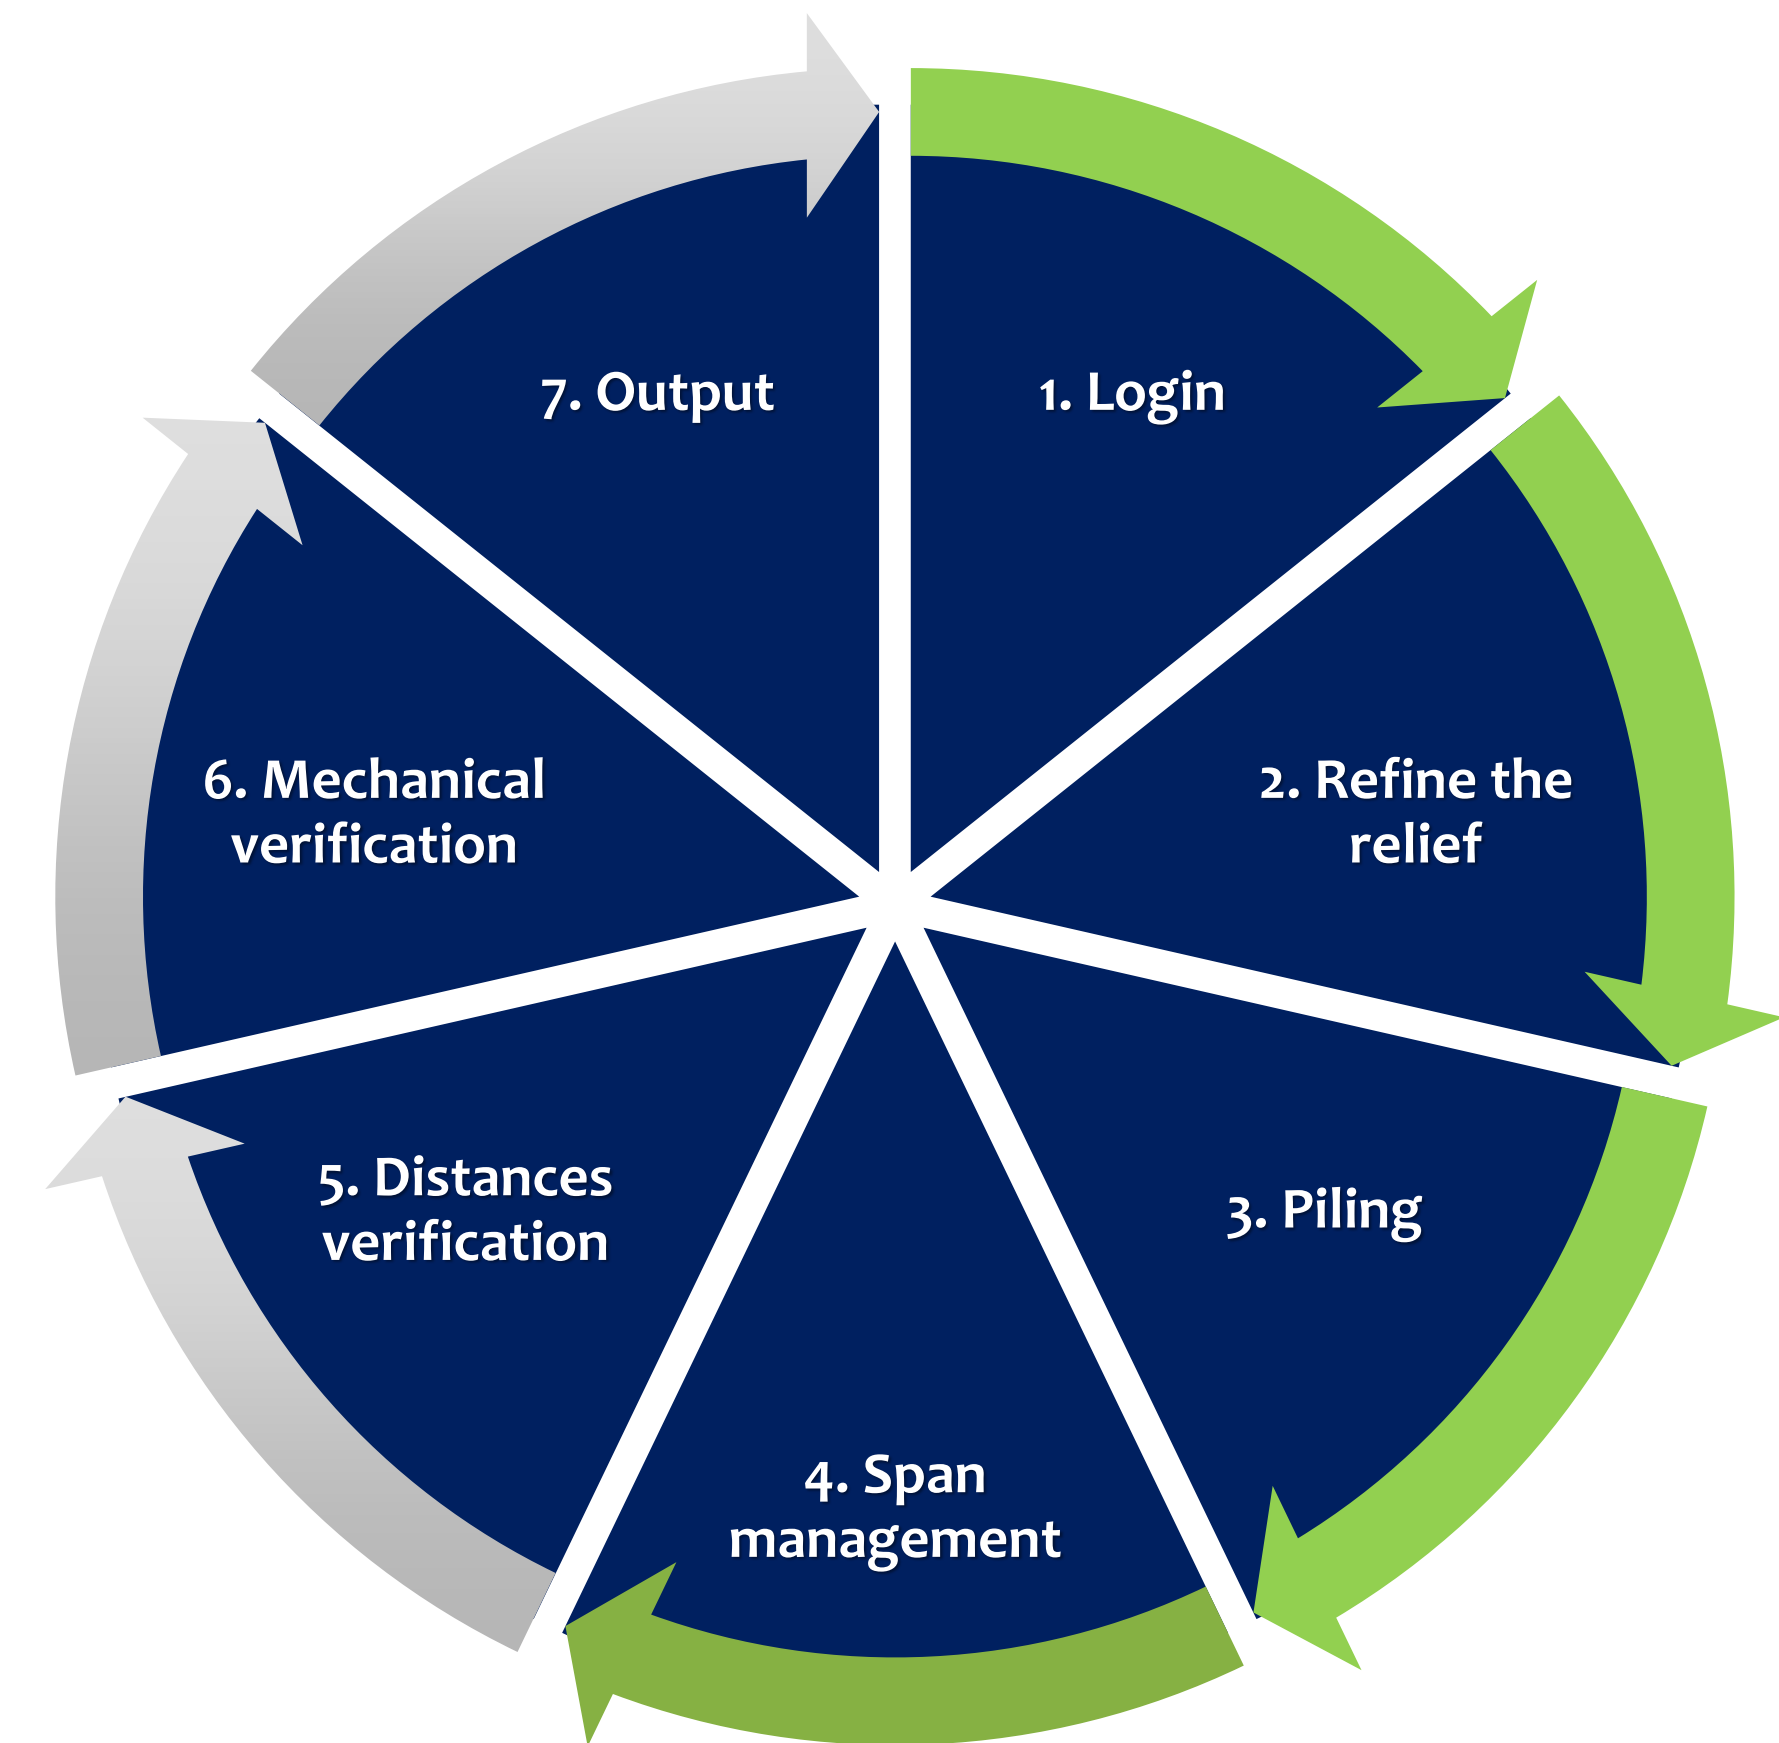 1. Login
2. Refine the
relief
3. Piling
4. Span
management
5. Distances
verification
6. Mechanical
verification
7. Output